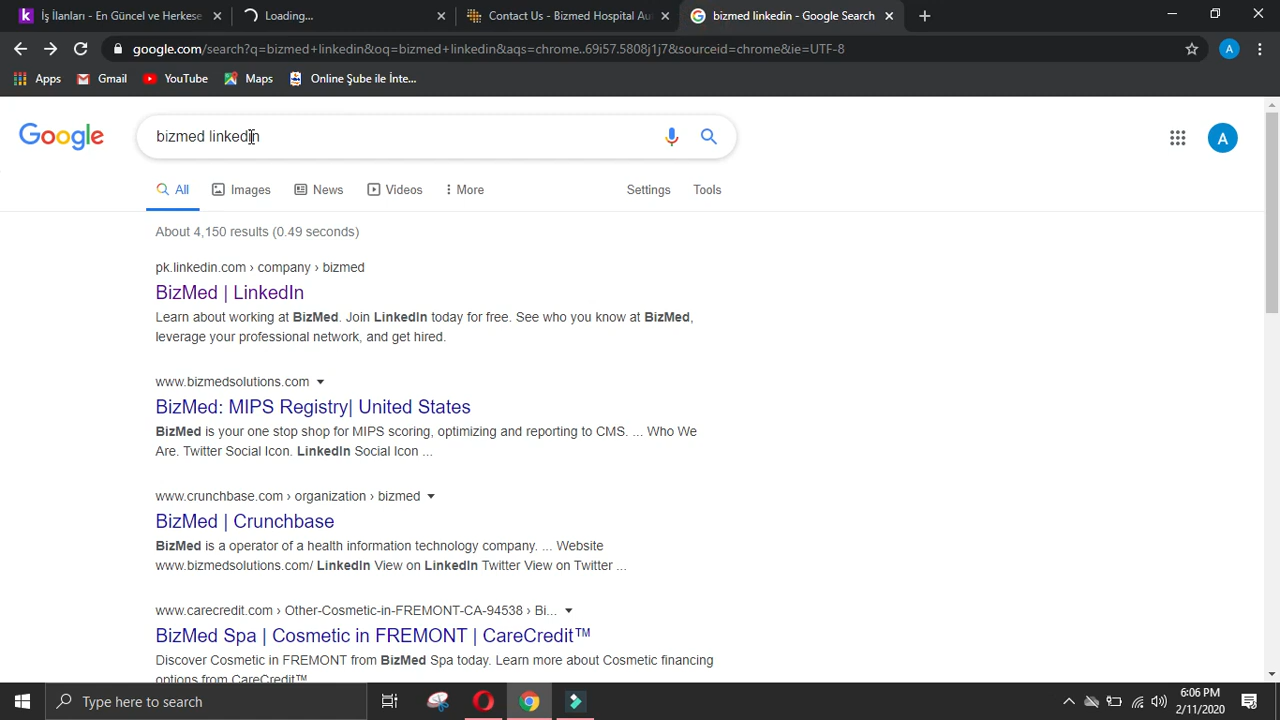 İş İlanları - En Güncel ve Herkese
Loading...
Contact Us - Bizmed Hospital Au
bizmed linkedin - Google Search
google.com/search?q=bizmed+linkedin&oq=bizmed+linkedin&aqs=chrome..69i57.5808j1j7&sourceid=chrome&ie=UTF-8
A
Apps
Gmail
YouTube
Maps
Online Şube ile İnte...
Google
bizmed linkedin
A
All
Images
News
Videos
More
Settings
Tools
About 4,150 results (0.49 seconds)
pk.linkedin.com › company › bizmed
BizMed | LinkedIn
Learn about working at BizMed. Join LinkedIn today for free. See who you know at BizMed,
leverage your professional network, and get hired.
www.bizmedsolutions.com
BizMed: MIPS Registry| United States
BizMed is your one stop shop for MIPS scoring, optimizing and reporting to CMS. ... Who We
Are. Twitter Social Icon. LinkedIn Social Icon ...
www.crunchbase.com › organization › bizmed
BizMed | Crunchbase
BizMed is a operator of a health information technology company. ... Website
www.bizmedsolutions.com/ LinkedIn View on LinkedIn Twitter View on Twitter ...
www.carecredit.com › Other-Cosmetic-in-FREMONT-CA-94538 › Bi...
BizMed Spa | Cosmetic in FREMONT | CareCredit™
Discover Cosmetic in FREMONT from BizMed Spa today. Learn more about Cosmetic financing
options from CareCredit™.
Type here to search
6:06 PM
2/11/2020